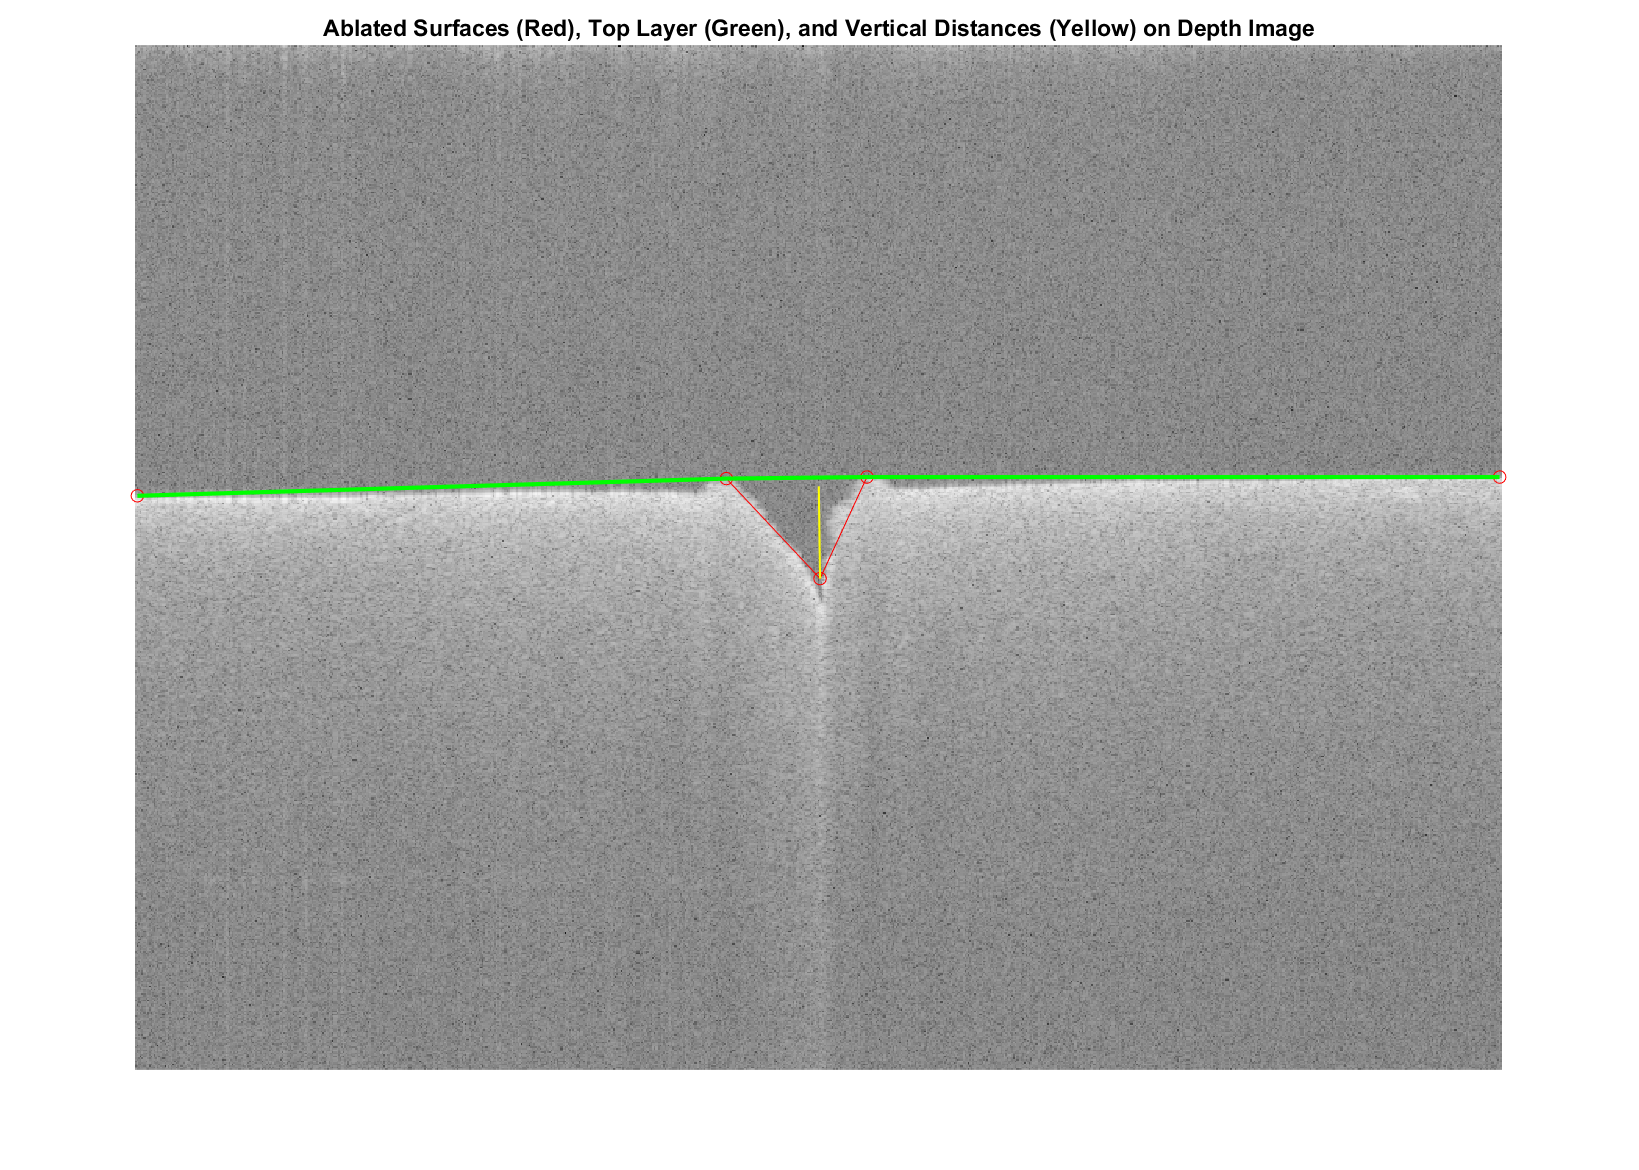 Ablated Surfaces (Red), Top Layer (Green), and Vertical Distances (Yellow) on Depth Image